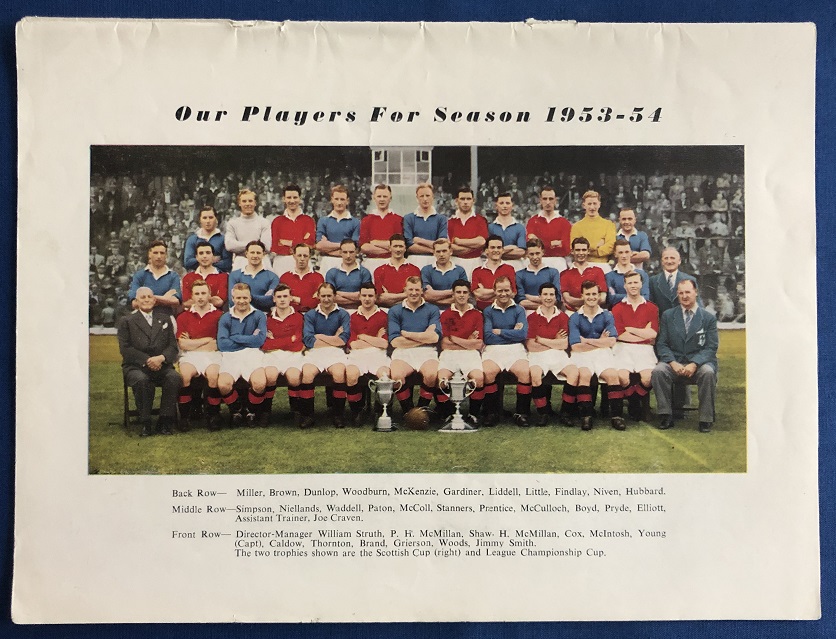 Our Players For Season 1953-54
Back Row— Miller, Brown, Dunlop, Woodburn, McKenzie, Gardiner, Liddell, Little, Findlay, Niven, Hubbard.
Middle Row—Simpson, Niellands, Waddell, Paton, McColl, Stanners, Prentice, McCulloch, Boyd, Pryde, Elliott,
Assistant Trainer, Joe Craven.
Front Row— Director-Manager William Struth, P. H. McMillan, Shaw H. McMillan, Cox, McIntosh, Young
(Capt), Caldow, Thornton, Brand, Grierson, Woods, Jimmy Smith.
The two trophies shown are the Scottish Cup (right) and League Championship Cup.